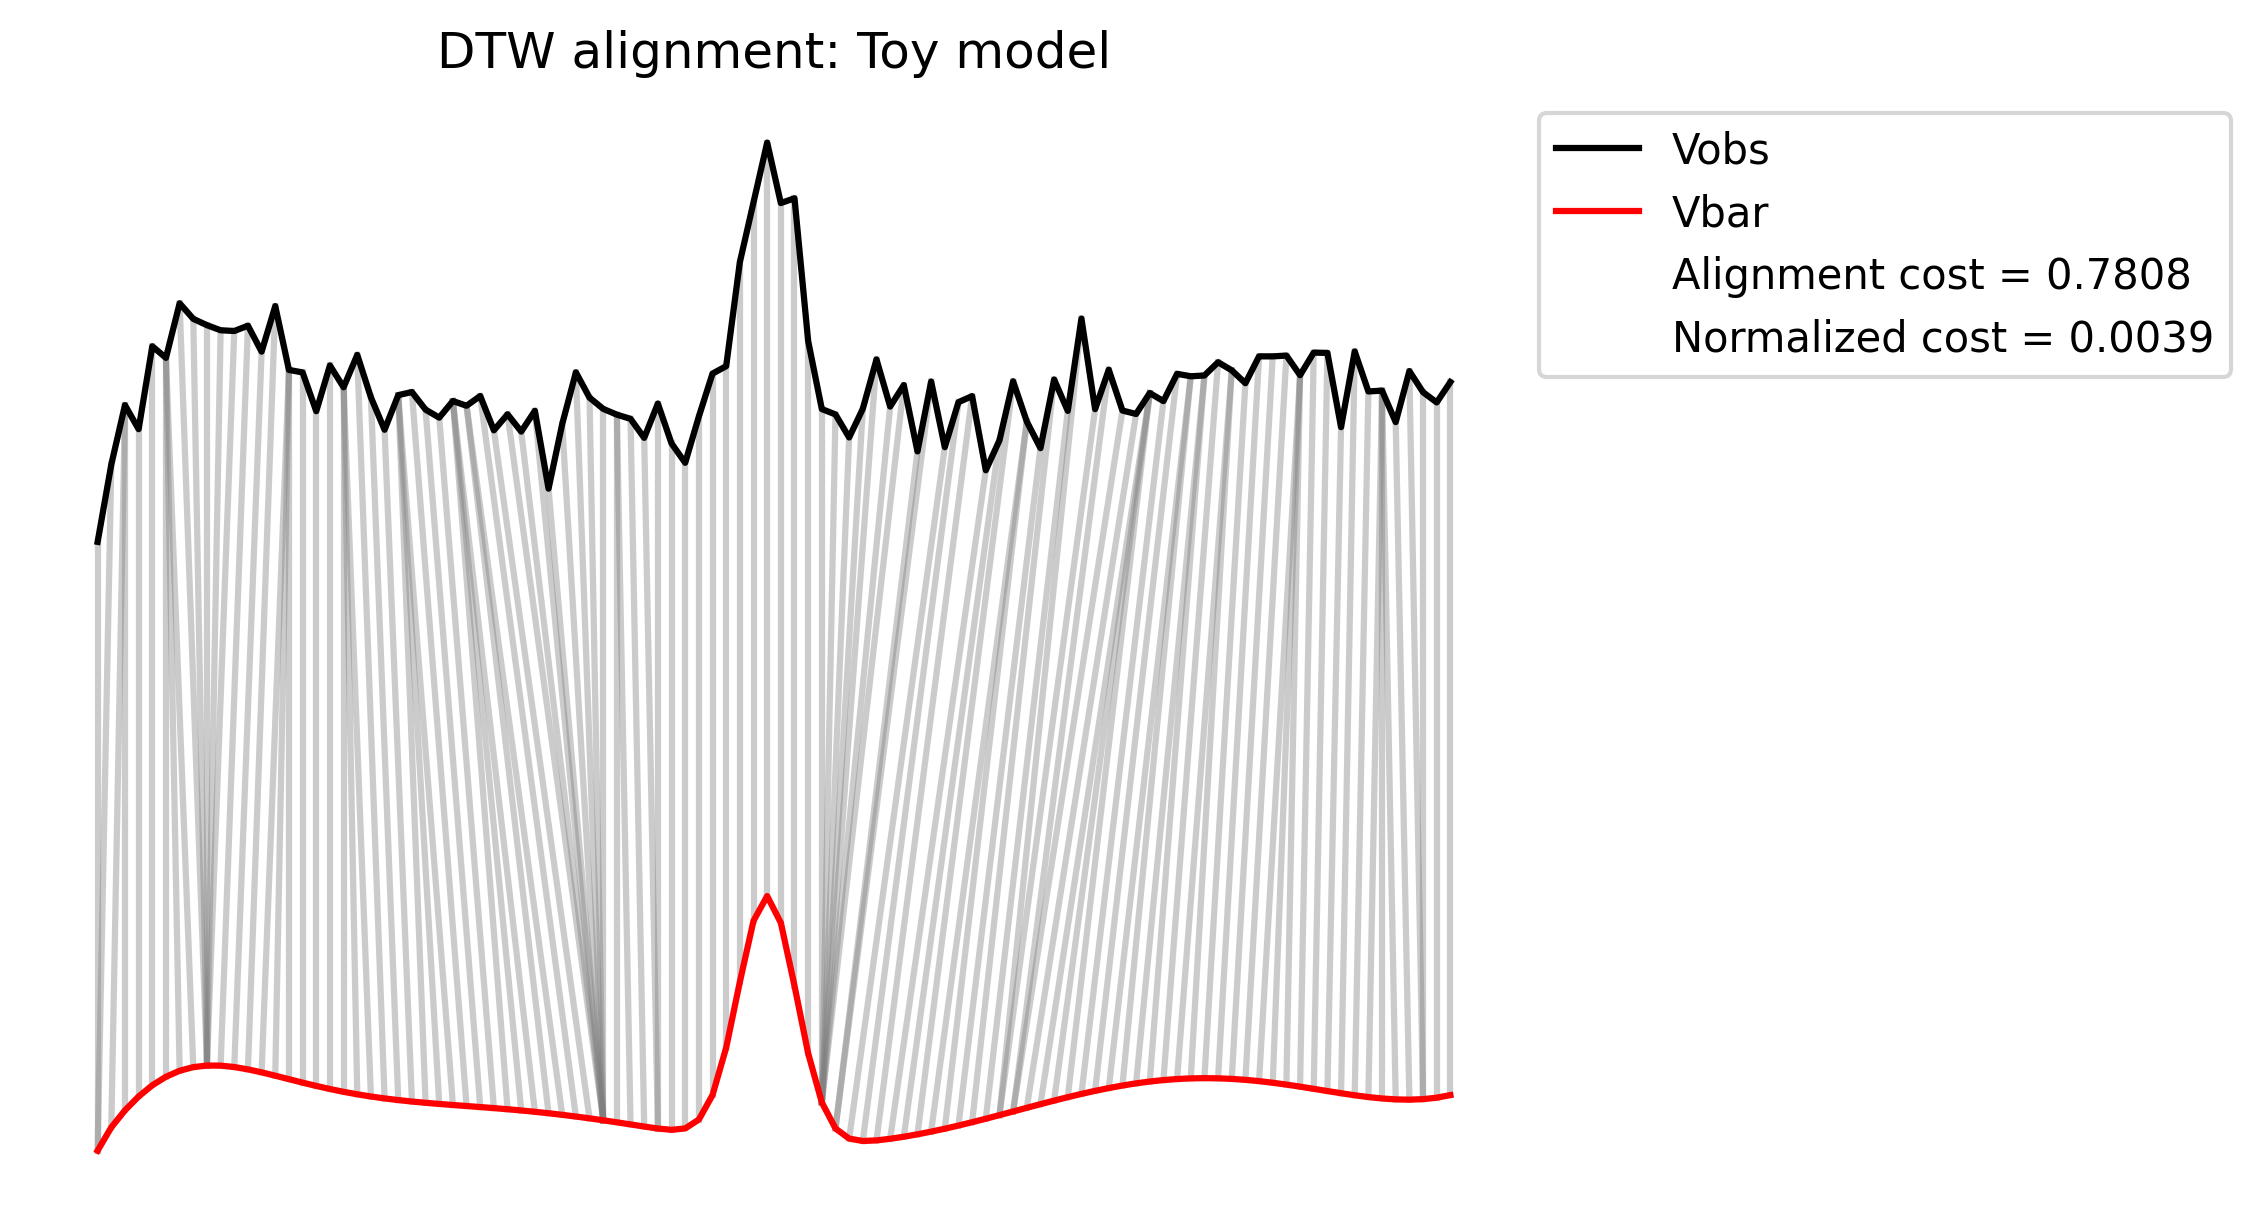 DTW alignment: Toy model
Vobs
Vbar
Alignment cost = 0.7808
Normalized cost = 0.0039